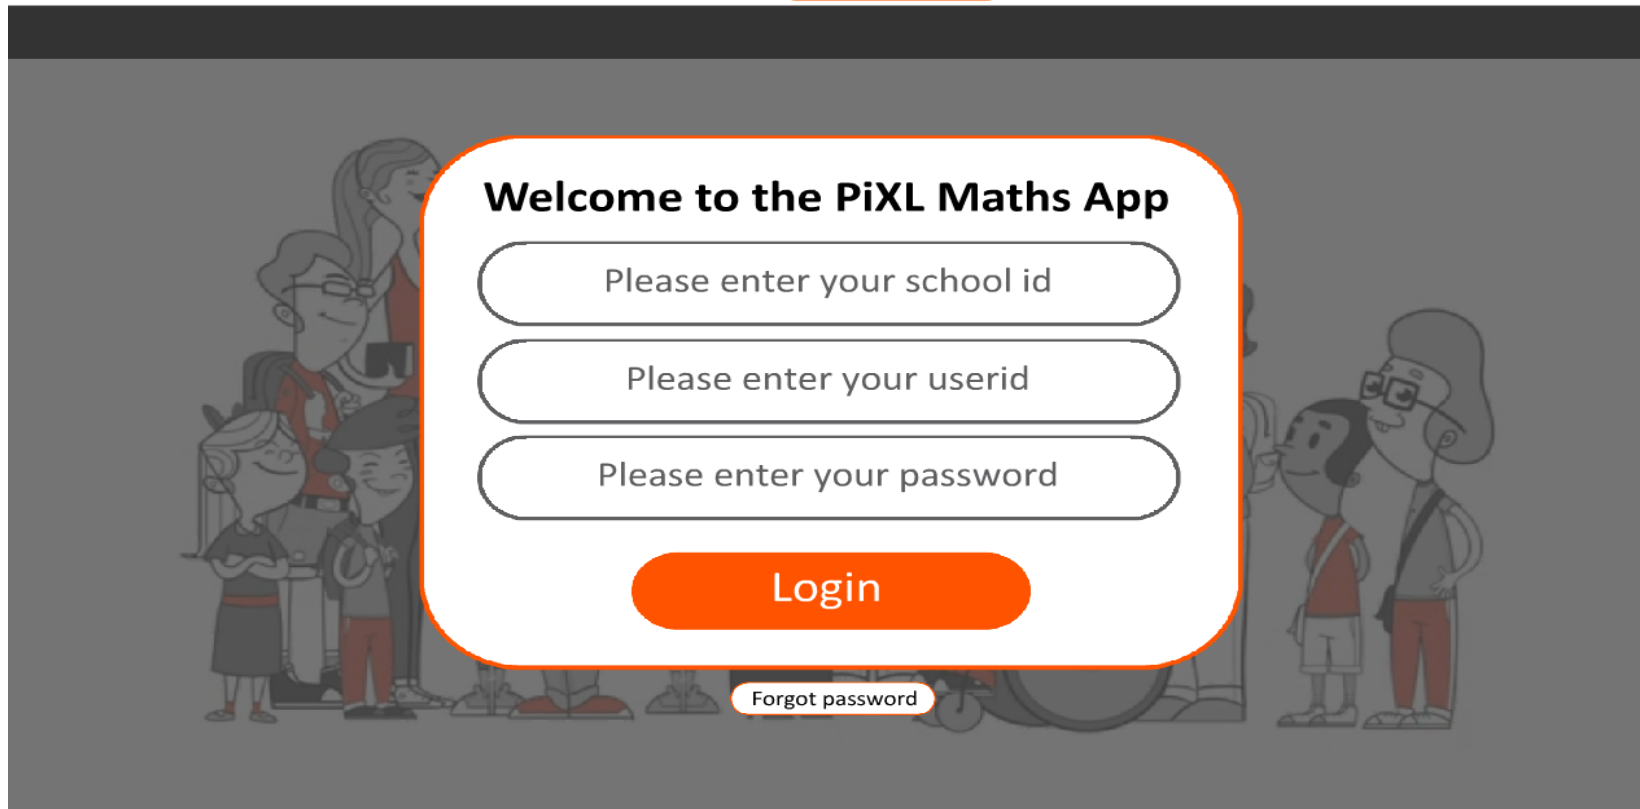 Welcome to the PiXL Maths App
Please enter your school id
Please enter your userid
Please enter your password
Login
Forgot password